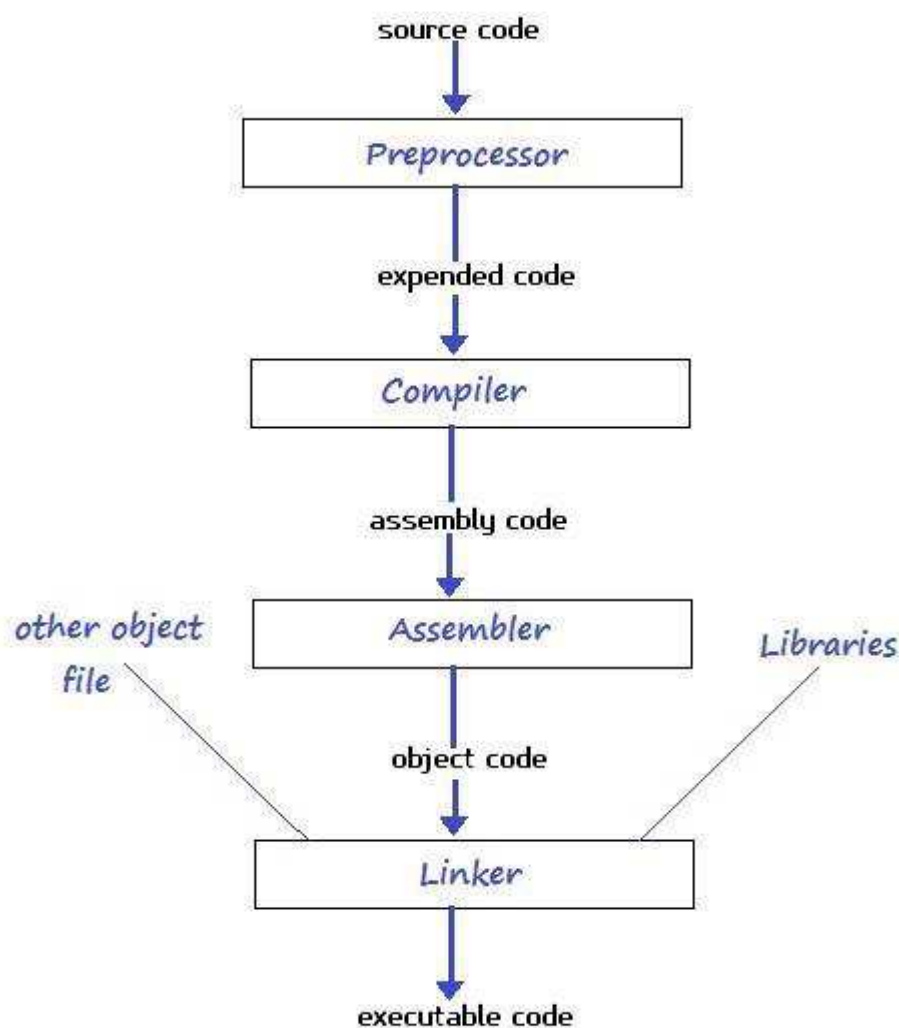 source code
Preprocessor
expended code
Compiler
assembly code
Assembler
other object
file
Libraries
object code
Linker
executable code